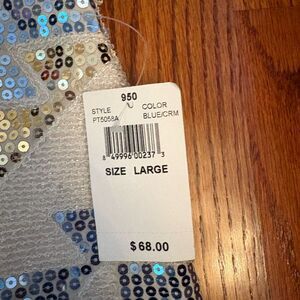 950
STYLE COLOR
PT5058A BLUE/CRM
8 49996 00237 3
SIZE LARGE
$68.00